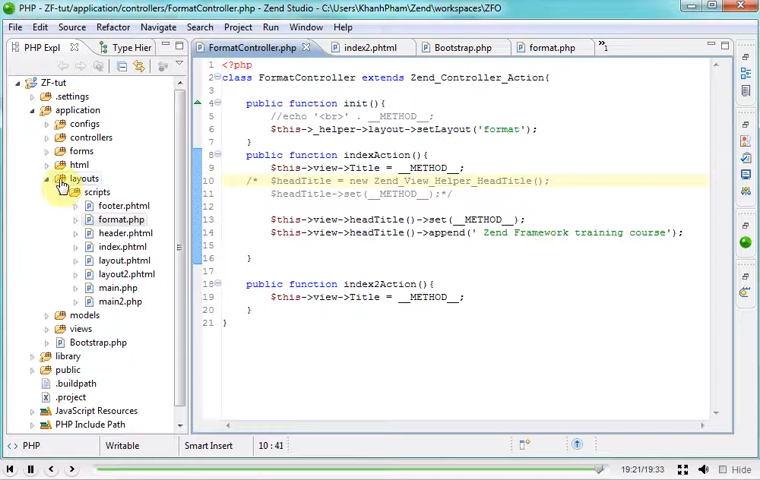 PHP - ZF-tut/application/controllers/FormatController.php - Zend Studio - C:\Users\KhanhPham\Zend\workspaces\ZFO
File Edit Source Refactor Navigate Search Project Run Window Help
PHP Expl Type Hier
FormatController.php index2.phtml Bootstrap.php format.php »1
ZF-tut
.settings
application
configs
controllers
forms
html
layouts
scripts
footer.phtml
format.php
header.phtml
index.phtml
layout.phtml
layout2.phtml
main.php
main2.php
models
views
Bootstrap.php
library
public
.buildpath
.project
JavaScript Resources
PHP Include Path
1 <?php
2 class FormatController extends Zend_Controller_Action{
3
4 public function init(){
5 //echo '<br>' . __METHOD__;
6 $this->_helper->layout->setLayout('format');
7 }
8 public function indexAction(){
9 $this->view->Title = __METHOD__;
10 /* $headTitle = new Zend_View_Helper_HeadTitle();
11 $headTitle->set(__METHOD__);*/
12
13 $this->view->headTitle()->set(__METHOD__);
14 $this->view->headTitle()->append(' Zend Framework training course');
15
16 }
17
18 public function index2Action(){
19 $this->view->Title = __METHOD__;
20 }
21 }
PHP Writable Smart Insert 10 : 41
19:21/19:33 Hide